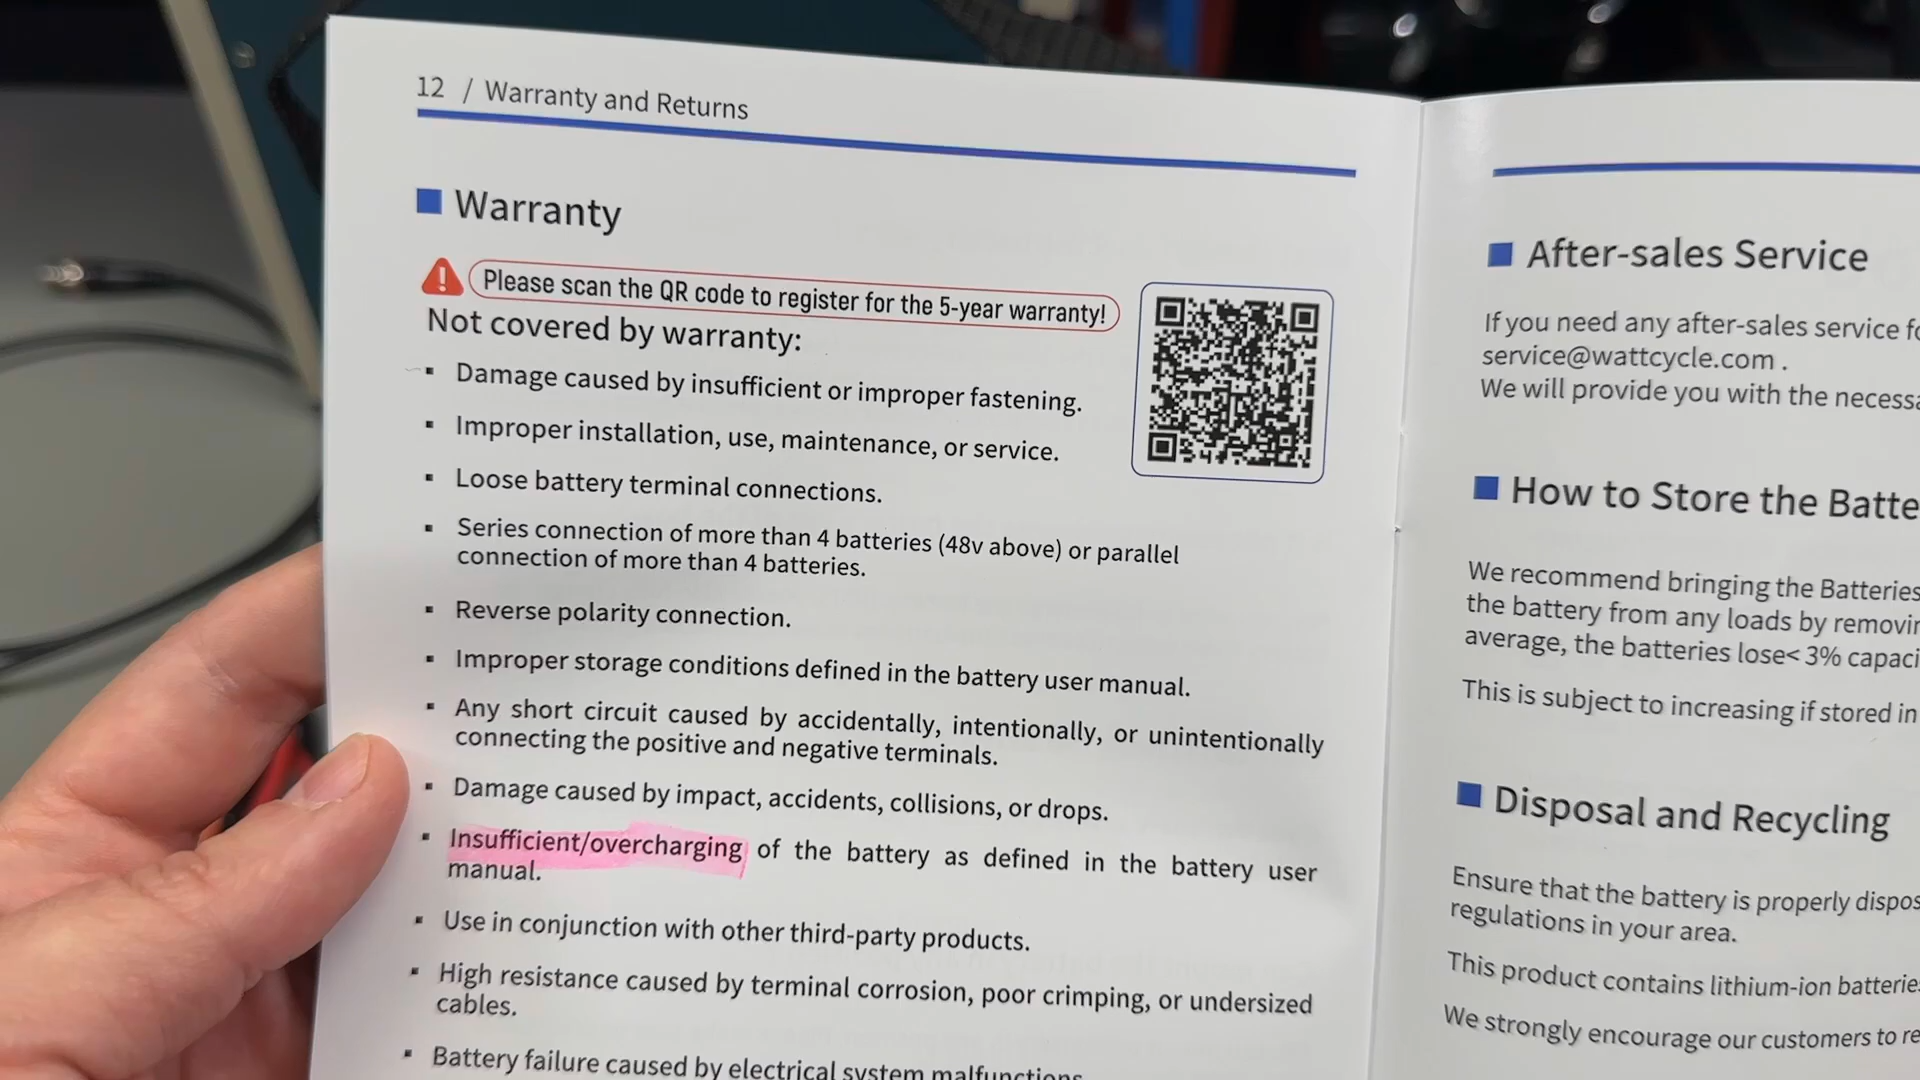 12 / Warranty and Returns
Warranty
Please scan the QR code to register for the 5-year warranty!
Not covered by warranty:
▪ Damage caused by insufficient or improper fastening.
▪ Improper installation, use, maintenance, or service.
▪ Loose battery terminal connections.
▪ Series connection of more than 4 batteries (48v above) or parallel
connection of more than 4 batteries.
▪ Reverse polarity connection.
▪ Improper storage conditions defined in the battery user manual.
▪ Any short circuit caused by accidentally, intentionally, or unintentionally
connecting the positive and negative terminals.
▪ Damage caused by impact, accidents, collisions, or drops.
▪ Insufficient/overcharging of the battery as defined in the battery user
manual.
▪ Use in conjunction with other third-party products.
▪ High resistance caused by terminal corrosion, poor crimping, or undersized
cables.
▪ Battery failure caused by electrical system malfunctions
After-sales Service
If you need any after-sales service
service@wattcycle.com .
We will provide you with the
How to Store the
We recommend bringing the Batteries
the battery from any loads by
average, the batteries lose< 3%
This is subject to increasing if stored in
Disposal and Recycling
Ensure that the battery is properly
regulations in your area.
This product contains lithium-ion
We strongly encourage our customers to